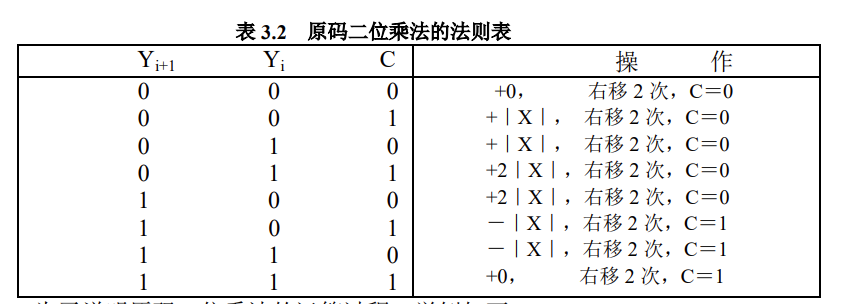 表 3.2 原码二位乘法的法则表
Yi+1 Yi C 操 作
0 0 0 +0， 右移 2 次，C＝0
0 0 1 +｜X｜， 右移 2 次，C＝0
0 1 0 +｜X｜， 右移 2 次，C＝0
0 1 1 +2｜X｜，右移 2 次，C＝0
1 0 0 +2｜X｜，右移 2 次，C＝0
1 0 1 －｜X｜，右移 2 次，C＝1
1 1 0 －｜X｜，右移 2 次，C＝1
1 1 1 +0， 右移 2 次，C＝1